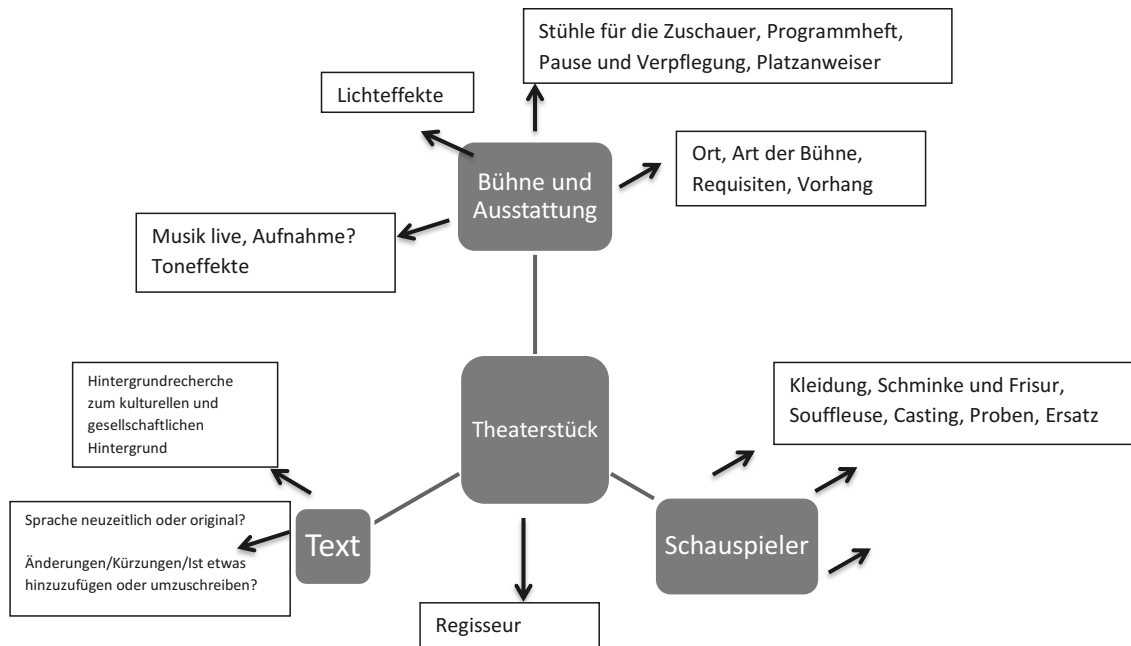 Stühle für die Zuschauer, Programmheft,
Pause und Verpflegung, Platzanweiser
Lichteffekte
Ort, Art der Bühne,
Requisiten, Vorhang
Bühne und
Ausstattung
Musik live, Aufnahme?
Toneffekte
Hintergrundrecherche
zum kulturellen und
gesellschaftlichen
Hintergrund
Theaterstück
Kleidung, Schminke und Frisur,
Souffleuse, Casting, Proben, Ersatz
Sprache neuzeitlich oder original?
Änderungen/Kürzungen/Ist etwas
hinzuzufügen oder umzuschreiben?
Text
Schauspieler
Regisseur